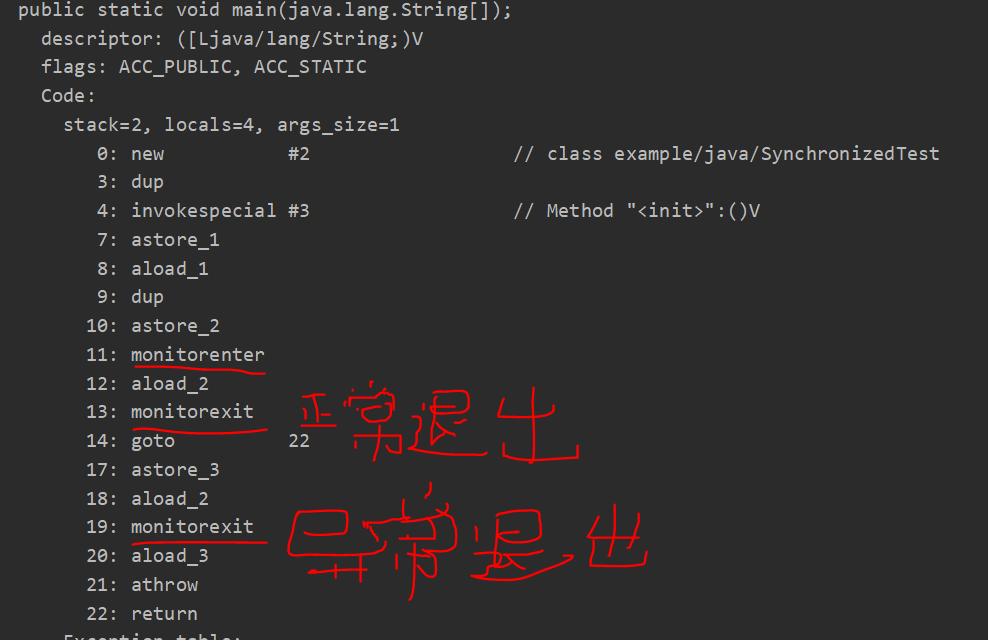 public static void main(java.lang.String[]);
descriptor: ([Ljava/lang/String;)V
flags: ACC_PUBLIC, ACC_STATIC
Code:
stack=2, locals=4, args_size=1
0: new #2 // class example/java/SynchronizedTest
3: dup
4: invokespecial #3 // Method "<init>":()V
7: astore_1
8: aload_1
9: dup
10: astore_2
11: monitorenter
12: aload_2
13: monitorexit 正常退出
14: goto 22
17: astore_3
18: aload_2
19: monitorexit 异常退出
20: aload_3
21: athrow
22: return
Exception table: